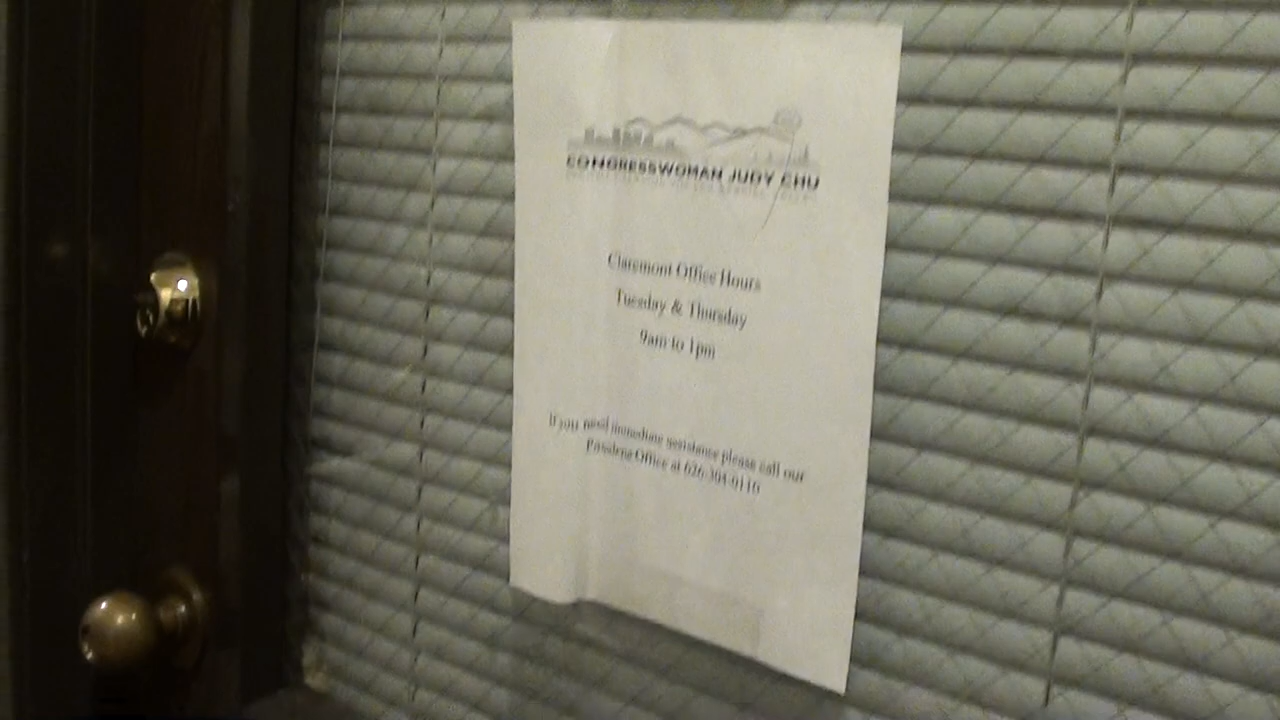 CONGRESSWOMAN JUDY CHU
Claremont Office Hours
Tuesday & Thursday
9am to 1pm
If you need immediate assistance please call our
Pasadena Office at 626-304-0110